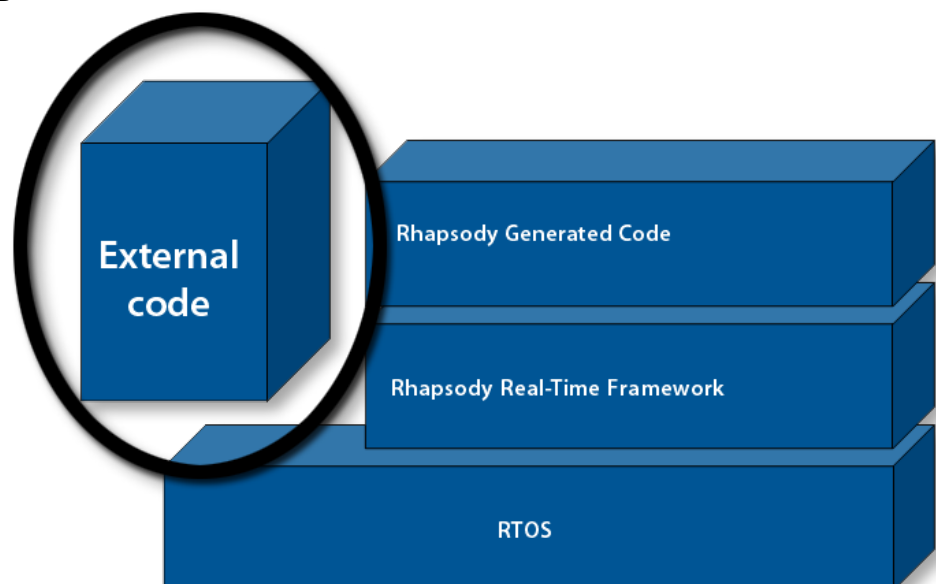 External
code
Rhapsody Generated Code
Rhapsody Real-Time Framework
RTOS